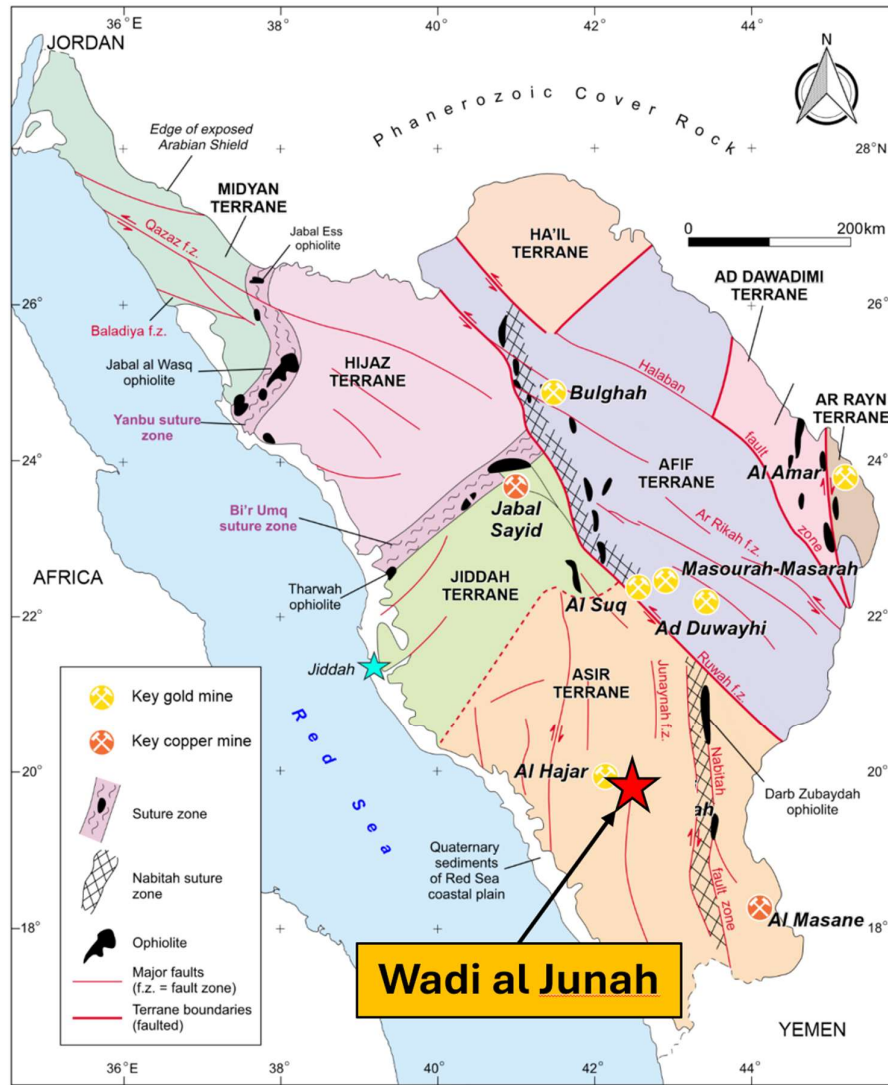 36°E
38°
40°
42°
44°
JORDAN
N
Phanerozoic Cover Rock
Edge of exposed
Arabian Shield
28°N
MIDYAN
TERRANE
Jabal Ess
ophiolite
Qazaz f.z.
HA'IL
TERRANE
0
200km
AD DAWADIMI
TERRANE
26°
26°
Baladiya f.z.
Jabal al Wasq
ophiolite
HIJAZ
TERRANE
Halaban
fault
zone
Bulghah
AR RAYN
TERRANE
Yanbu suture
zone
24°
24°
AFIF
TERRANE
Al Amar
Jabal
Sayid
Bi'r Umq
suture zone
Ar Rikah f.z.
AFRICA
Tharwah
ophiolite
JIDDAH
TERRANE
Masourah-Masarah
22°
22°
Al Suq
Ad Duwayhi
Jiddah
ASIR
TERRANE
Junaynah f.z.
Ruwah f.z.
Key gold mine
Key copper mine
Suture zone
Nabitah suture
zone
Ophiolite
Major faults
(f.z. = fault zone)
Terrane boundaries
(faulted)
Red Sea
20°
20°
Al Hajar
Nabitah
fault zone
ah
Darb Zubaydah
ophiolite
Quaternary
sediments
of Red Sea
coastal plain
18°
18°
Al Masane
Wadi al Junah
YEMEN
36°E
38°
40°
42°
44°